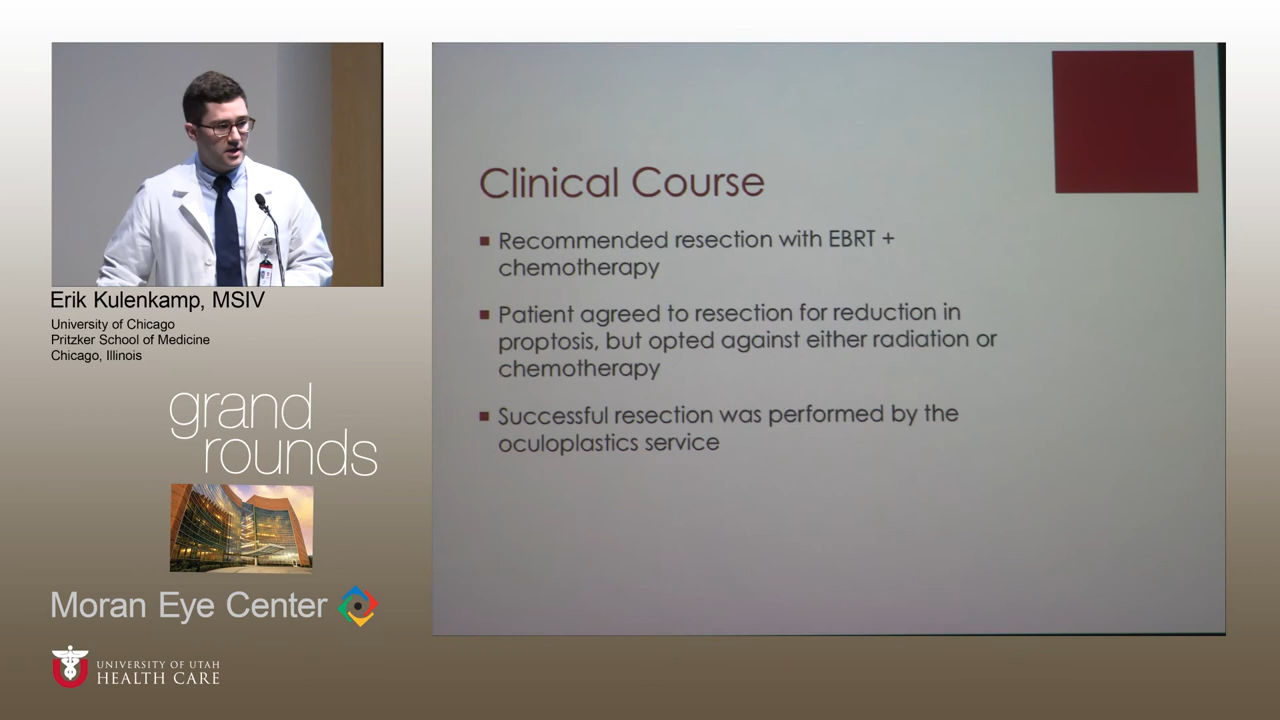 Erik Kulenkamp, MSIV
University of Chicago
Pritzker School of Medicine
Chicago, Illinois
grand
rounds
Moran Eye Center
UNIVERSITY OF UTAH
HEALTH CARE
Clinical Course
Recommended resection with EBRT +
chemotherapy
Patient agreed to resection for reduction in
proptosis, but opted against either radiation or
chemotherapy
Successful resection was performed by the
oculoplastics service